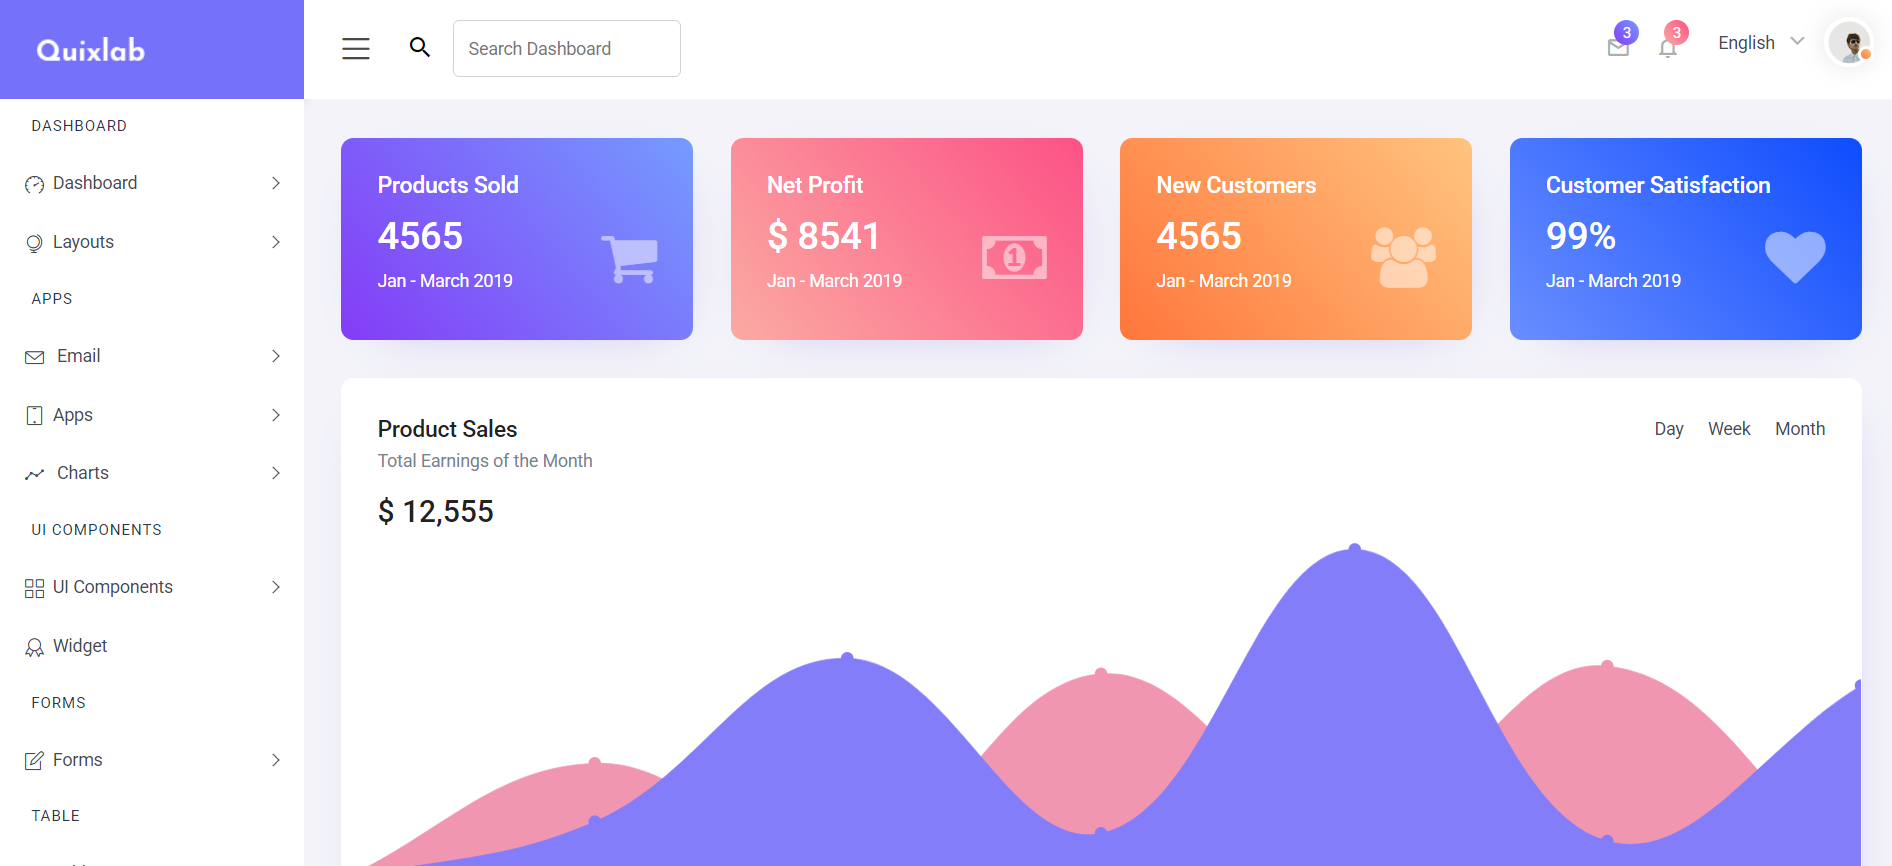 Quixlab
Search Dashboard
3
3
English
DASHBOARD
Dashboard
Layouts
APPS
Email
Apps
Charts
UI COMPONENTS
UI Components
Widget
FORMS
Forms
TABLE
Products Sold
4565
Jan - March 2019
Net Profit
$ 8541
Jan - March 2019
1
New Customers
4565
Jan - March 2019
Customer Satisfaction
99%
Jan - March 2019
Product Sales
Total Earnings of the Month
$ 12,555
Day Week Month